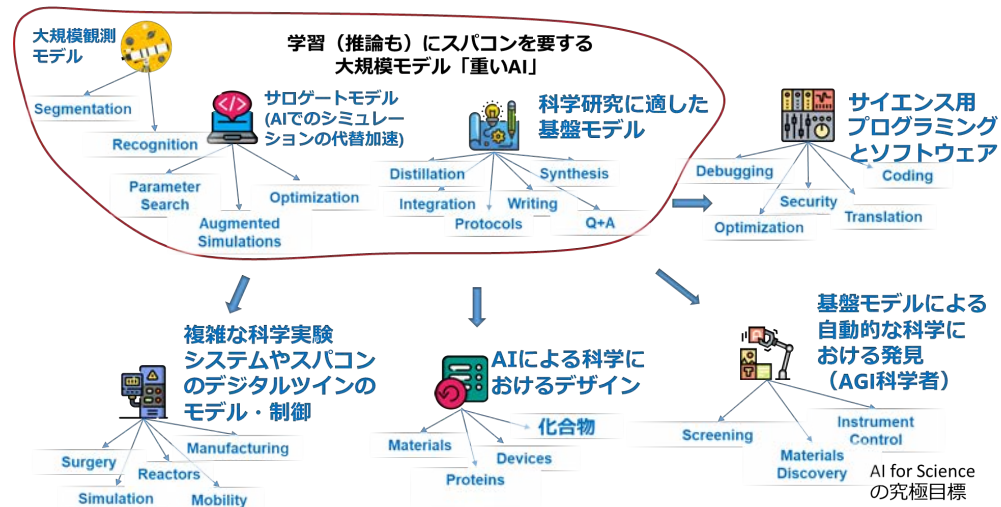 大規模観測
モデル
Segmentation
Recognition
学習（推論も）にスパコンを要する
大規模モデル「重いAI」
サロゲートモデル
(AIでのシミュレー
ションの代替加速)
Parameter
Search
Augmented
Simulations
Optimization
科学研究に適した
基盤モデル
Distillation
Integration
Protocols
Writing
Synthesis
Q+A
サイエンス用
プログラミング
とソフトウェア
Debugging
Optimization
Security
Translation
Coding
複雑な科学実験
システムやスパコン
のデジタルツインの
モデル・制御
Surgery
Simulation
Reactors
Mobility
Manufacturing
AIによる科学に
おけるデザイン
Materials
Proteins
Devices
化合物
基盤モデルによる
自動的な科学に
おける発見
（AGI科学者）
Screening
Materials
Discovery
Instrument
Control
AI for Science
の究極目標